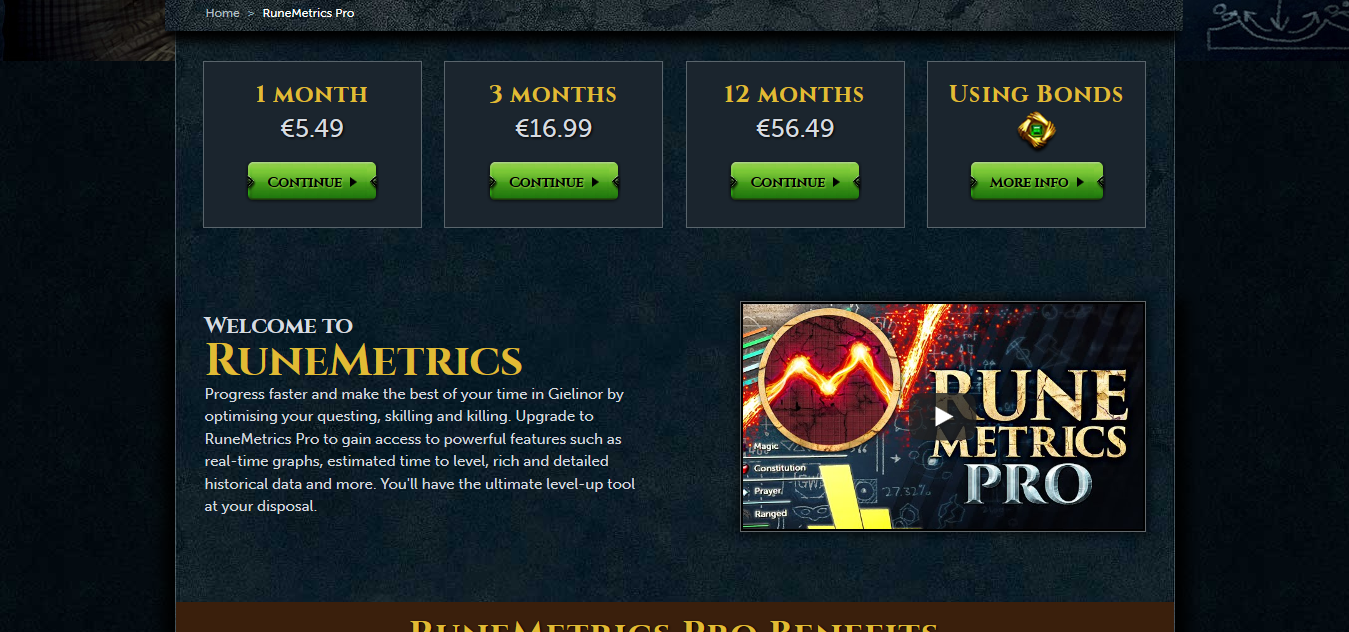 Home > RuneMetrics Pro
1 month
€5.49
Continue
3 months
€16.99
Continue
12 months
€56.49
Continue
Using Bonds
More info
Welcome to
RuneMetrics
Progress faster and make the best of your time in Gielinor by
optimising your questing, skilling and killing. Upgrade to
RuneMetrics Pro to gain access to powerful features such as
real-time graphs, estimated time to level, rich and detailed
historical data and more. You'll have the ultimate level-up tool
at your disposal.
RUNE
METRICS
PRO
Magic
Constitution
Prayer
Ranged
27.32%
RuneMetrics Pro Benefits